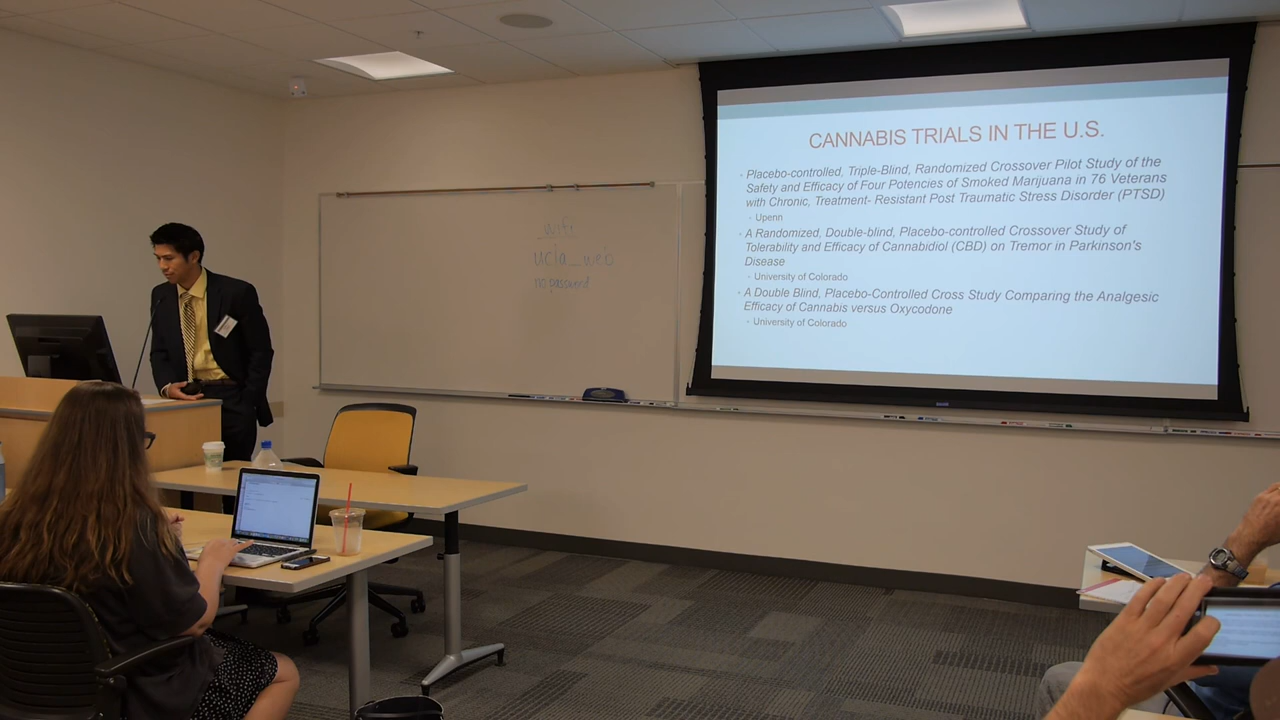 wifi
ucla_web
no password
CANNABIS TRIALS IN THE U.S.
Placebo-controlled, Triple-Blind, Randomized Crossover Pilot Study of the
Safety and Efficacy of Four Potencies of Smoked Marijuana in 76 Veterans
with Chronic, Treatment- Resistant Post Traumatic Stress Disorder (PTSD)
Upenn
A Randomized, Double-blind, Placebo-controlled Crossover Study of
Tolerability and Efficacy of Cannabidiol (CBD) on Tremor in Parkinson's
Disease
University of Colorado
A Double Blind, Placebo-Controlled Cross Study Comparing the Analgesic
Efficacy of Cannabis versus Oxycodone
University of Colorado